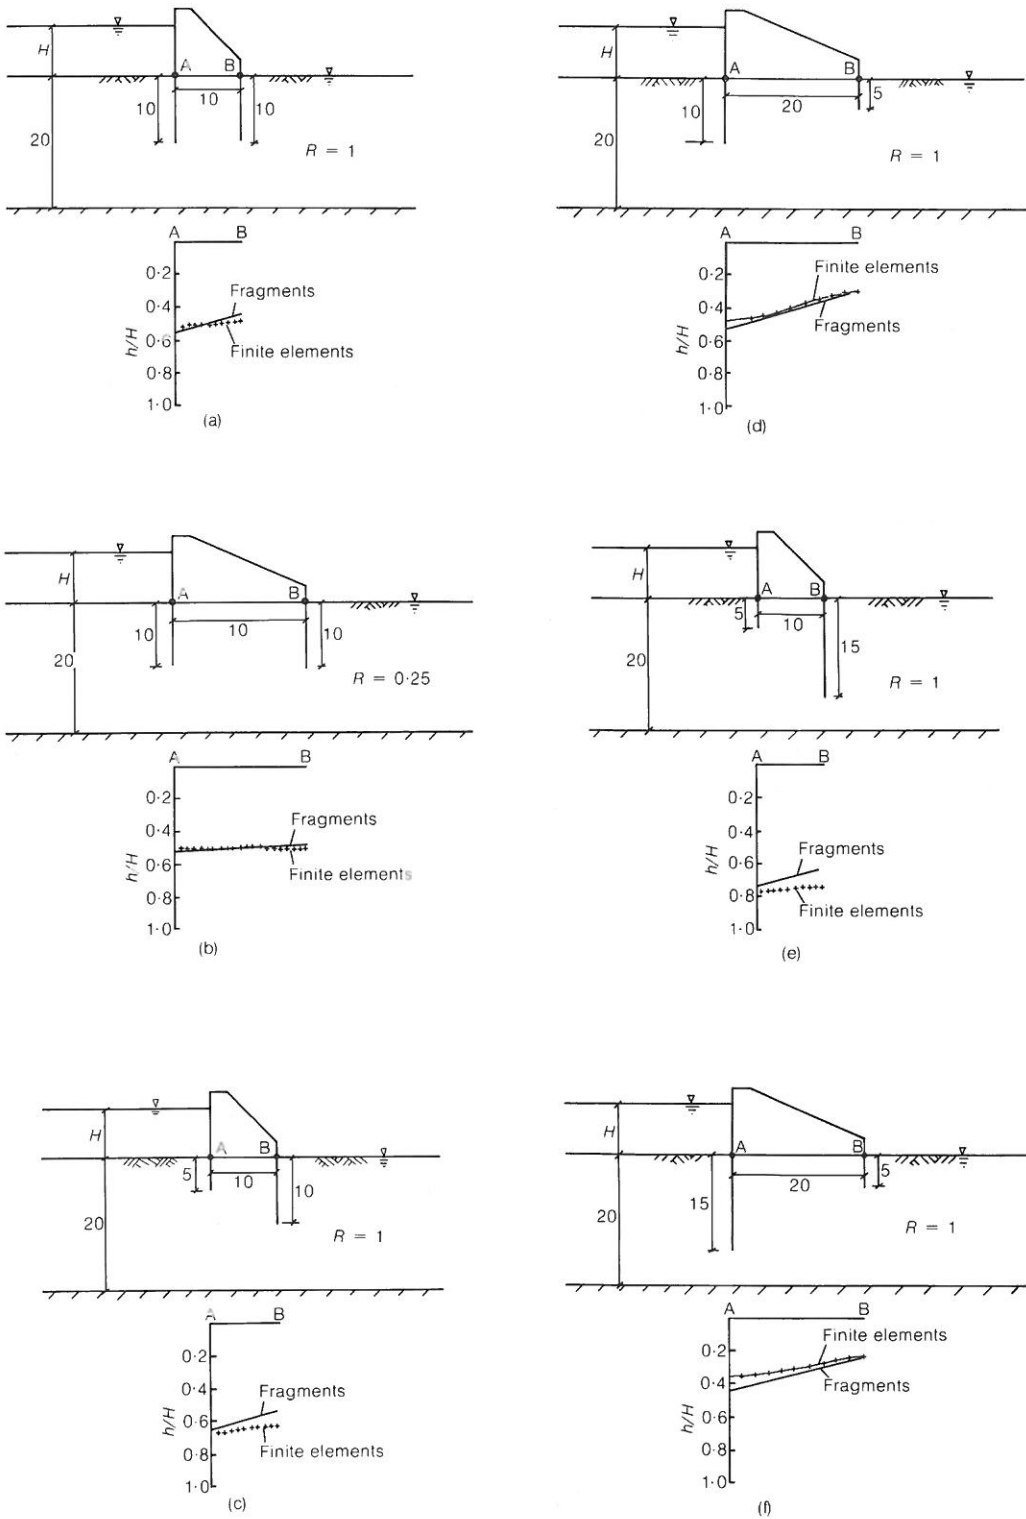 H
A
B
10
10
10
20
R = 1
A
B
0·2
Fragments
0·4
h/H
0·6
Finite elements
0·8
1·0
(a)
H
A
B
10
20
5
20
R = 1
A
B
0·2
Finite elements
0·4
Fragments
h/H
0·6
0·8
1·0
(d)
H
A
B
10
10
10
20
R = 0·25
A
B
0·2
Fragments
0·4
h/H
0·6
Finite elements
0·8
1·0
(b)
H
A
B
5
10
15
20
R = 1
A
B
0·2
0·4
Fragments
h/H
0·6
0·8
Finite elements
1·0
(e)
H
A
B
5
10
10
20
R = 1
A
B
0·2
Fragments
0·4
h/H
0·6
Finite elements
0·8
1·0
(c)
H
A
B
15
20
5
20
R = 1
A
B
Finite elements
0·2
0·4
Fragments
h/H
0·6
0·8
1·0
(f)